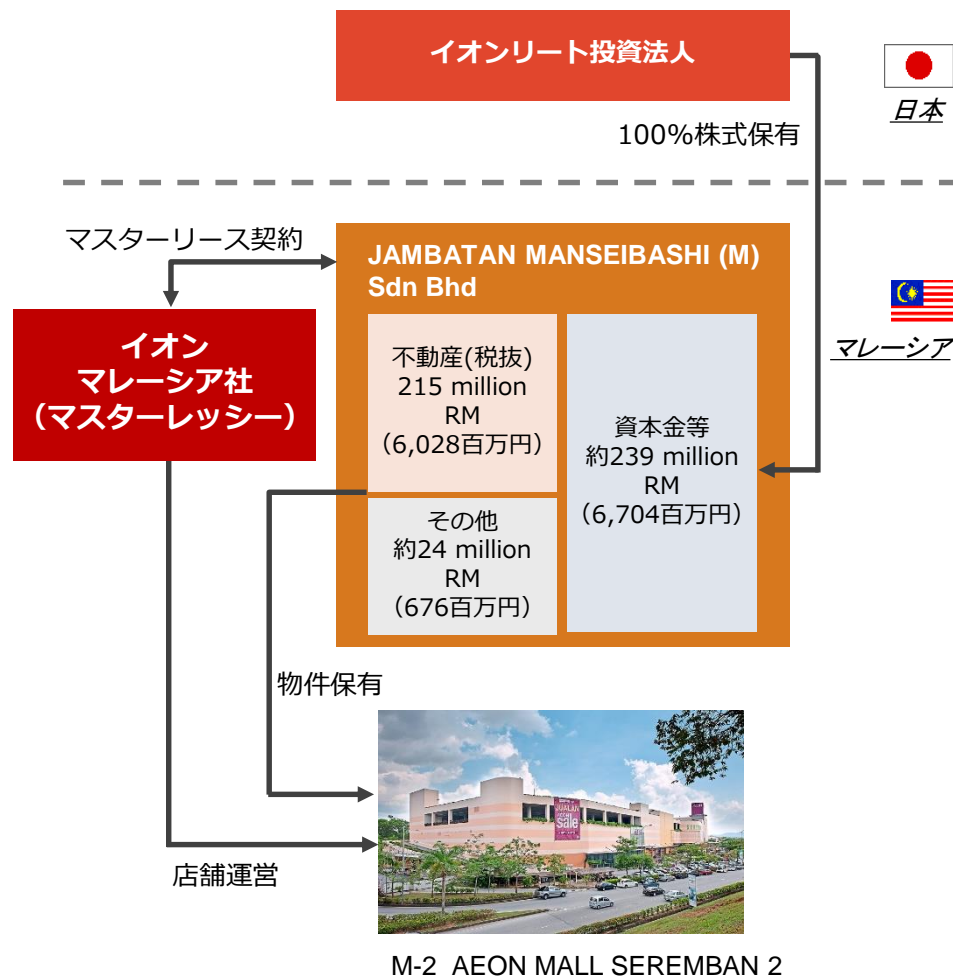 イオンリート投資法人
日本
100%株式保有
マスターリース契約
JAMBATAN MANSEIBASHI (M)
Sdn Bhd
マレーシア
イオン
マレーシア社
（マスターレッシー）
不動産(税抜)
215 million
RM
（6,028百万円）
資本金等
約239 million
RM
（6,704百万円）
その他
約24 million
RM
（676百万円）
物件保有
JUALAN
sale
店舗運営
M-2 AEON MALL SEREMBAN 2